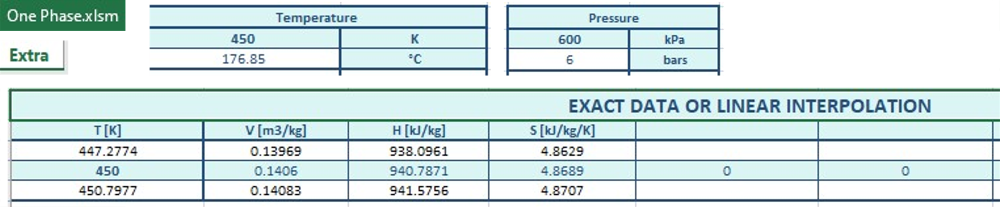 One Phase.xlsm
Extra
Temperature
450 K
176.85 °C
Pressure
600 kPa
6 bars
EXACT DATA OR LINEAR INTERPOLATION
T [K] V [m3/kg] H [kJ/kg] S [kJ/kg/K]
447.2774 0.13969 938.0961 4.8629
450 0.1406 940.7871 4.8689 0 0
450.7977 0.14083 941.5756 4.8707